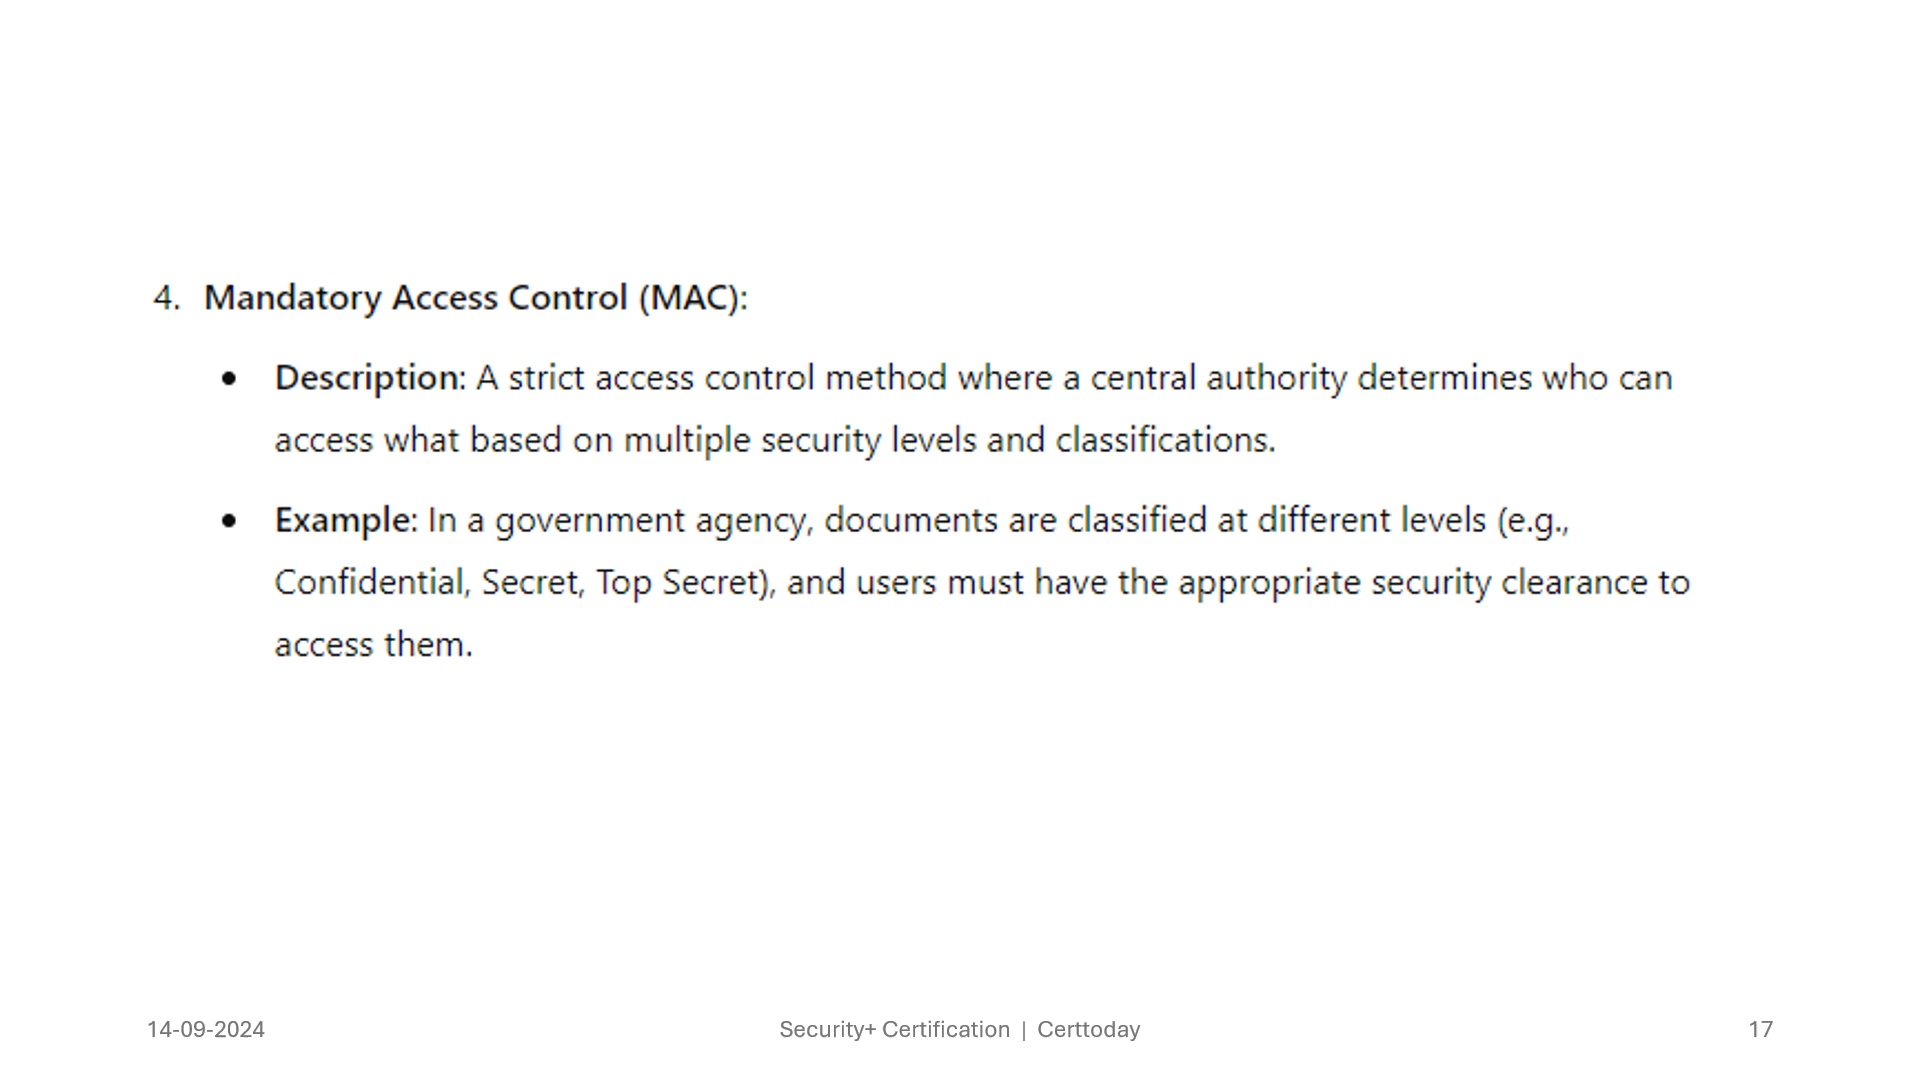 4. Mandatory Access Control (MAC):
• Description: A strict access control method where a central authority determines who can
access what based on multiple security levels and classifications.
• Example: In a government agency, documents are classified at different levels (e.g.,
Confidential, Secret, Top Secret), and users must have the appropriate security clearance to
access them.
14-09-2024 Security+ Certification | Certtoday 17